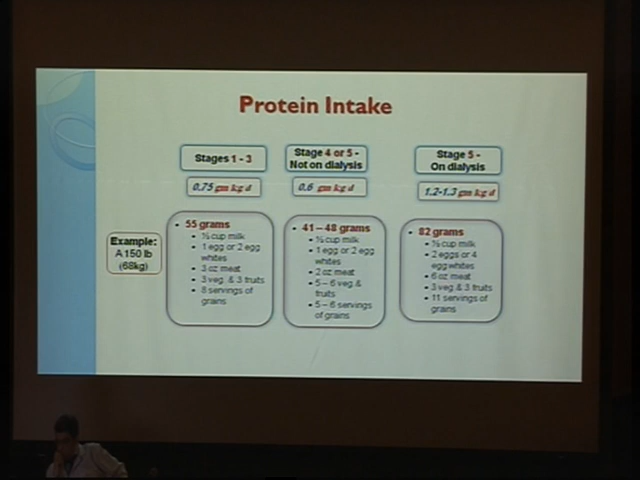 Protein Intake
Stages 1 - 3
0.75 gm kg d
Stage 4 or 5 -
Not on dialysis
0.6 gm kg d
Stage 5 -
On dialysis
1.2-1.3 gm kg d
Example:
A 150 lb
(68kg)
• 55 grams
• ½ cup milk
• 1 egg or 2 egg
whites
• 3 oz meat
• 3 veg & 3 fruits
• 8 servings of
grains
• 41 – 48 grams
• ½ cup milk
• 1 egg or 2 egg
whites
• 2 oz meat
• 5 – 6 veg &
fruits
• 5 – 6 servings
of grains
• 82 grams
• ½ cup milk
• 2 eggs or 4
egg whites
• 6 oz meat
• 3 veg & 3 fruits
• 11 servings of
grains